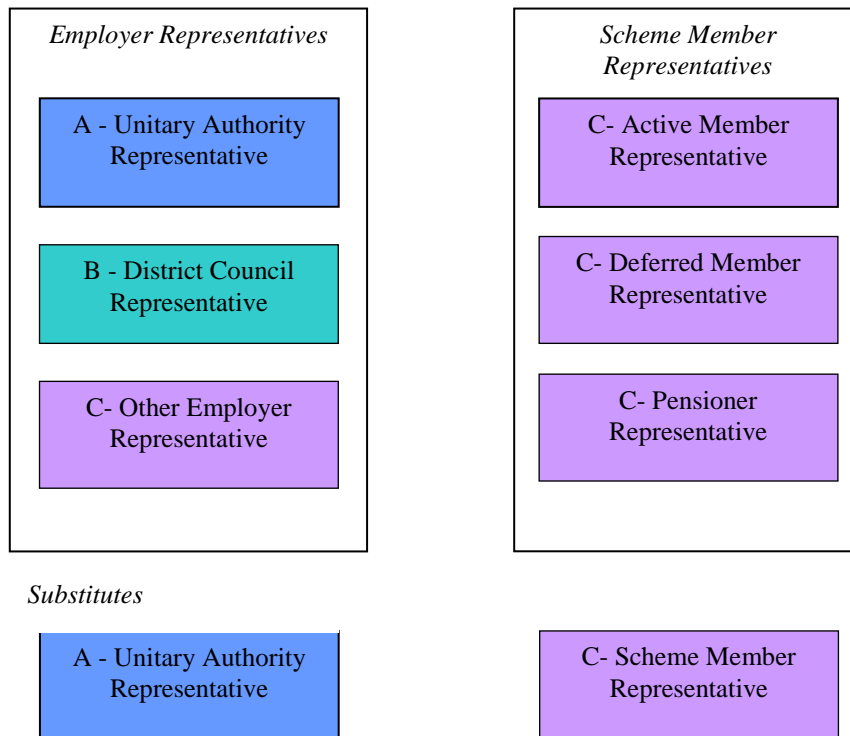 Employer Representatives
A - Unitary Authority
Representative
B - District Council
Representative
C- Other Employer
Representative
Scheme Member
Representatives
C- Active Member
Representative
C- Deferred Member
Representative
C- Pensioner
Representative
Substitutes
A - Unitary Authority
Representative
C- Scheme Member
Representative